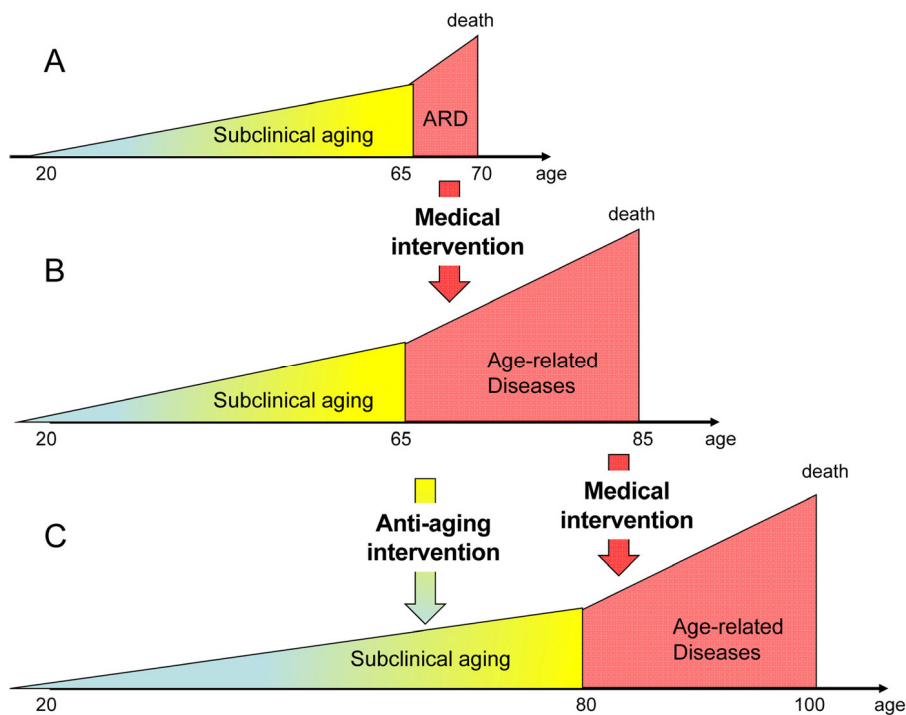 death
A
Subclinical aging
ARD
20
65
70
age
Medical
intervention
death
B
Subclinical aging
Age-related
Diseases
20
65
85
age
Anti-aging
intervention
Medical
intervention
death
C
Subclinical aging
Age-related
Diseases
20
80
100
age